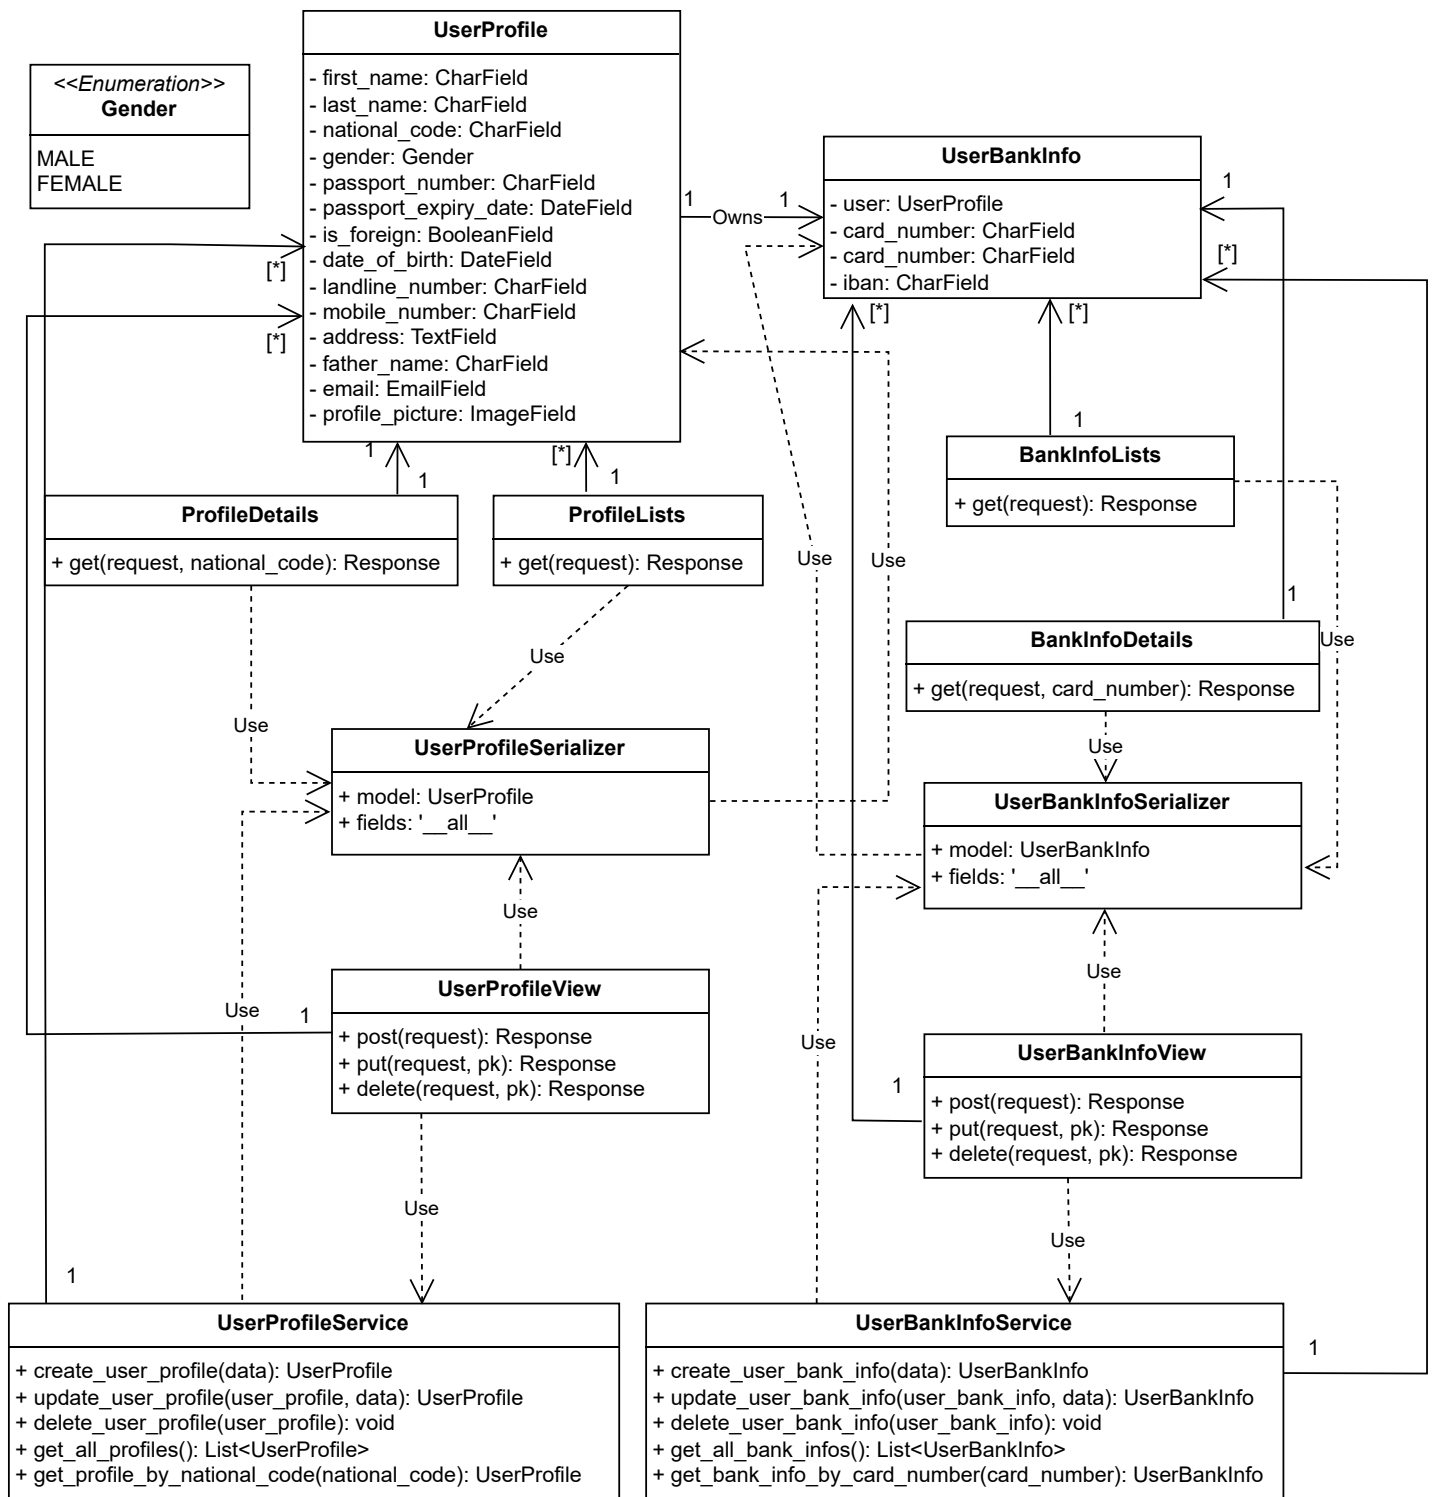 UserProfile
- first_name: CharField
- last_name: CharField
- national_code: CharField
- gender: Gender
- passport_number: CharField
- passport_expiry_date: DateField
- is_foreign: BooleanField
- date_of_birth: DateField
- landline_number: CharField
- mobile_number: CharField
- address: TextField
- father_name: CharField
- email: EmailField
- profile_picture: ImageField
<<Enumeration>>
Gender
MALE
FEMALE
UserBankInfo
- user: UserProfile
- card_number: CharField
- card_number: CharField
- iban: CharField
1
Owns
1
1
[*]
[*]
[*]
[*]
[*]
1
1
[*]
1
1
BankInfoLists
+ get(request): Response
ProfileDetails
+ get(request, national_code): Response
ProfileLists
+ get(request): Response
Use
Use
1
Use
BankInfoDetails
+ get(request, card_number): Response
Use
Use
Use
UserProfileSerializer
+ model: UserProfile
+ fields: '__all__'
UserBankInfoSerializer
+ model: UserBankInfo
+ fields: '__all__'
Use
Use
Use
1
Use
UserProfileView
+ post(request): Response
+ put(request, pk): Response
+ delete(request, pk): Response
1
UserBankInfoView
+ post(request): Response
+ put(request, pk): Response
+ delete(request, pk): Response
Use
Use
1
1
UserProfileService
+ create_user_profile(data): UserProfile
+ update_user_profile(user_profile, data): UserProfile
+ delete_user_profile(user_profile): void
+ get_all_profiles(): List<UserProfile>
+ get_profile_by_national_code(national_code): UserProfile
UserBankInfoService
+ create_user_bank_info(data): UserBankInfo
+ update_user_bank_info(user_bank_info, data): UserBankInfo
+ delete_user_bank_info(user_bank_info): void
+ get_all_bank_infos(): List<UserBankInfo>
+ get_bank_info_by_card_number(card_number): UserBankInfo